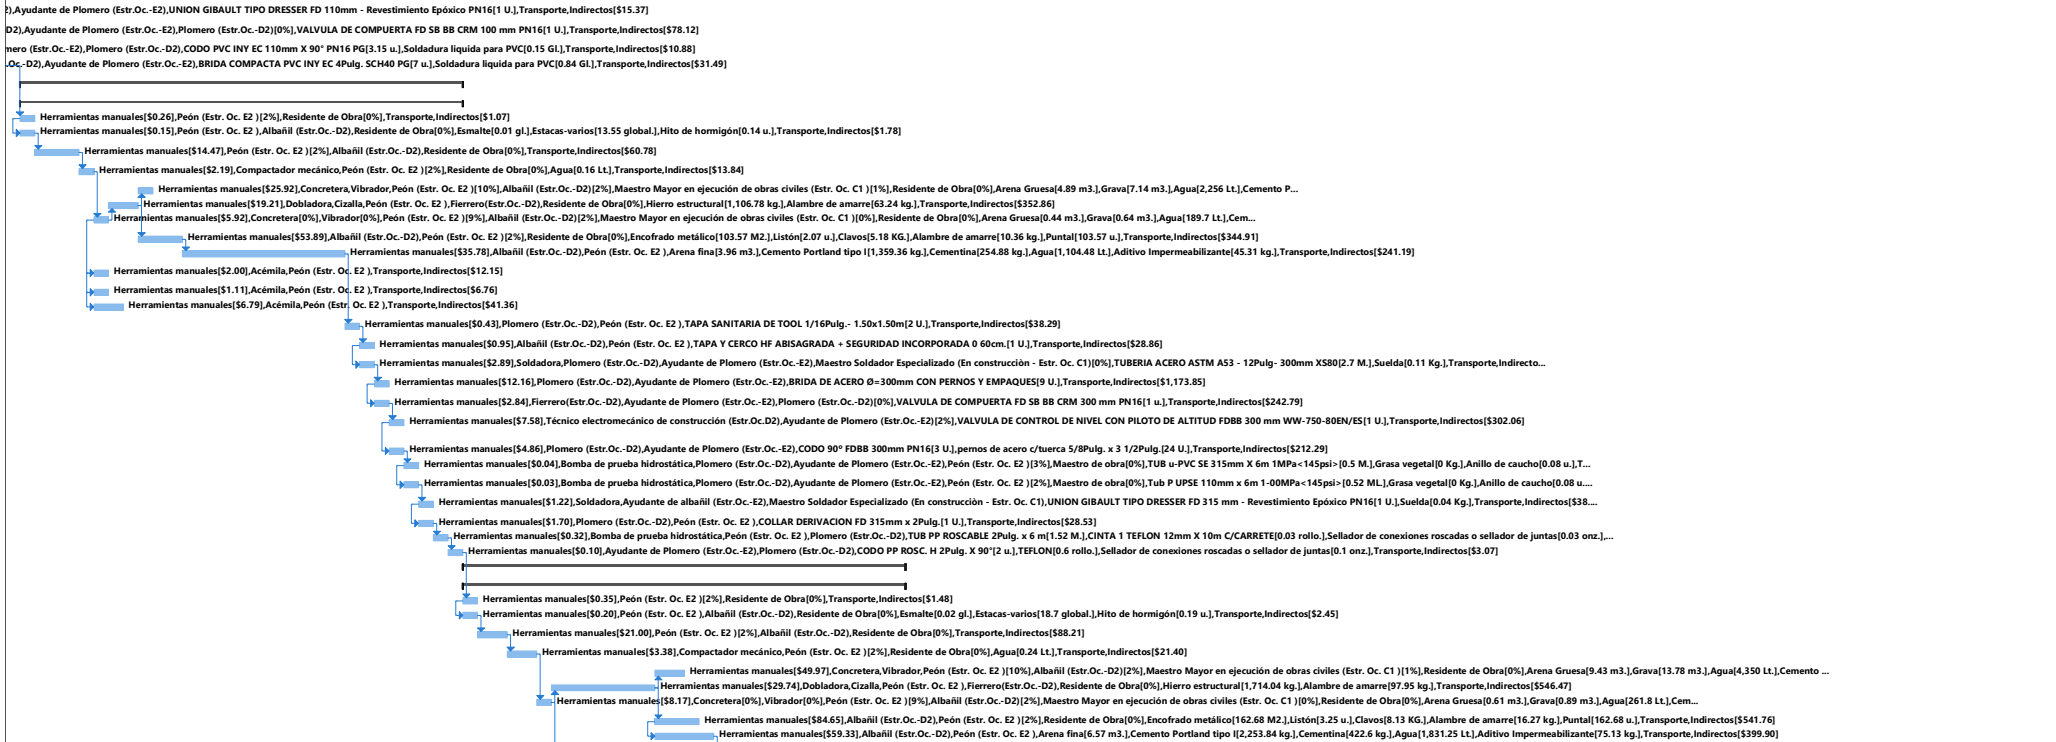 2),Ayudante de Plomero (Estr.Oc.-E2),UNION GIBAULT TIPO DRESSER FD 110mm - Revestimiento Epóxico PN16[1 U.],Transporte,Indirectos[$15.37]
D2),Ayudante de Plomero (Estr.Oc.-E2),Plomero (Estr.Oc.-D2)[0%],VALVULA DE COMPUERTA FD SB BB CRM 100 mm PN16[1 U],Transporte,Indirectos[$78.12]
mero (Estr.Oc.-E2),Plomero (Estr.Oc.-D2),CODO PVC INY EC 110mm X 90° PN16 PG[3.15 u.],Soldadura liquida para PVC[0.15 Gl.],Transporte,Indirectos[$10.88]
.Oc.-D2),Ayudante de Plomero (Estr.Oc.-E2),BRIDA COMPACTA PVC INY EC 4Pulg. SCH40 PG[7 u.],Soldadura liquida para PVC[0.84 Gl.],Transporte,Indirectos[$31.49]
Herramientas manuales[$0.26],Peón (Estr. Oc. E2 )[2%],Residente de Obra[0%],Transporte,Indirectos[$1.07]
Herramientas manuales[$0.15],Peón (Estr. Oc. E2 ),Albañil (Estr.Oc.-D2),Residente de Obra[0%],Esmalte[0.01 gl.],Estacas-varios[13.55 global.],Hito de hormigón[0.14 u.],Transporte,Indirectos[$1.78]
Herramientas manuales[$14.47],Peón (Estr. Oc. E2 )[2%],Albañil (Estr.Oc.-D2),Residente de Obra[0%],Transporte,Indirectos[$60.78]
Herramientas manuales[$2.19],Compactador mecánico,Peón (Estr. Oc. E2 )[2%],Residente de Obra[0%],Agua[0.16 Lt.],Transporte,Indirectos[$13.84]
Herramientas manuales[$25.92],Concretera,Vibrador,Peón (Estr. Oc. E2 )[10%],Albañil (Estr.Oc.-D2)[2%],Maestro Mayor en ejecución de obras civiles (Estr. Oc. C1 )[1%],Residente de Obra[0%],Arena Gruesa[4.89 m3.],Grava[7.14 m3.],Agua[2,256 Lt.],Cemento P...
Herramientas manuales[$19.21],Dobladora,Cizalla,Peón (Estr. Oc. E2 ),Fierrero(Estr.Oc.-D2),Residente de Obra[0%],Hierro estructural[1,106.78 kg.],Alambre de amarre[63.24 kg.],Transporte,Indirectos[$352.86]
Herramientas manuales[$5.92],Concretera[0%],Vibrador[0%],Peón (Estr. Oc. E2 )[9%],Albañil (Estr.Oc.-D2)[2%],Maestro Mayor en ejecución de obras civiles (Estr. Oc. C1 )[0%],Residente de Obra[0%],Arena Gruesa[0.44 m3.],Grava[0.64 m3.],Agua[189.7 Lt.],Cem...
Herramientas manuales[$53.89],Albañil (Estr.Oc.-D2),Peón (Estr. Oc. E2 )[2%],Residente de Obra[0%],Encofrado metálico[103.57 M2.],Listón[2.07 u.],Clavos[5.18 KG.],Alambre de amarre[10.36 kg.],Puntal[103.57 u.],Transporte,Indirectos[$344.91]
Herramientas manuales[$35.78],Albañil (Estr.Oc.-D2),Peón (Estr. Oc. E2 ),Arena fina[3.96 m3.],Cemento Portland tipo I[1,359.36 kg.],Cementina[254.88 kg.],Agua[1,104.48 Lt.],Aditivo Impermeabilizante[45.31 kg.],Transporte,Indirectos[$241.19]
Herramientas manuales[$2.00],Acémila,Peón (Estr. Oc. E2 ),Transporte,Indirectos[$12.15]
Herramientas manuales[$1.11],Acémila,Peón (Estr. Oc. E2 ),Transporte,Indirectos[$6.76]
Herramientas manuales[$6.79],Acémila,Peón (Estr. Oc. E2 ),Transporte,Indirectos[$41.36]
Herramientas manuales[$0.43],Plomero (Estr.Oc.-D2),Peón (Estr. Oc. E2 ),TAPA SANITARIA DE TOOL 1/16Pulg.- 1.50x1.50m[2 U.],Transporte,Indirectos[$38.29]
Herramientas manuales[$0.95],Albañil (Estr.Oc.-D2),Peón (Estr. Oc. E2 ),TAPA Y CERCO HF ABISAGRADA + SEGURIDAD INCORPORADA 0 60cm.[1 U.],Transporte,Indirectos[$28.86]
Herramientas manuales[$2.89],Soldadora,Plomero (Estr.Oc.-D2),Ayudante de Plomero (Estr.Oc.-E2),Maestro Soldador Especializado (En construcciòn - Estr. Oc. C1)[0%],TUBERIA ACERO ASTM A53 - 12Pulg- 300mm XS80[2.7 M.],Suelda[0.11 Kg.],Transporte,Indirecto...
Herramientas manuales[$12.16],Plomero (Estr.Oc.-D2),Ayudante de Plomero (Estr.Oc.-E2),BRIDA DE ACERO Ø=300mm CON PERNOS Y EMPAQUES[9 U.],Transporte,Indirectos[$1,173.85]
Herramientas manuales[$2.84],Fierrero(Estr.Oc.-D2),Ayudante de Plomero (Estr.Oc.-E2),Plomero (Estr.Oc.-D2)[0%],VALVULA DE COMPUERTA FD SB BB CRM 300 mm PN16[1 u.],Transporte,Indirectos[$242.79]
Herramientas manuales[$7.58],Técnico electromecánico de construcción (Estr.Oc.D2),Ayudante de Plomero (Estr.Oc.-E2)[2%],VALVULA DE CONTROL DE NIVEL CON PILOTO DE ALTITUD FDBB 300 mm WW-750-80EN/ES[1 U.],Transporte,Indirectos[$302.06]
Herramientas manuales[$4.86],Plomero (Estr.Oc.-D2),Ayudante de Plomero (Estr.Oc.-E2),CODO 90º FDBB 300mm PN16[3 U.],pernos de acero c/tuerca 5/8Pulg. x 3 1/2Pulg.[24 U.],Transporte,Indirectos[$212.29]
Herramientas manuales[$0.04],Bomba de prueba hidrostática,Plomero (Estr.Oc.-D2),Ayudante de Plomero (Estr.Oc.-E2),Peón (Estr. Oc. E2 )[3%],Maestro de obra[0%],TUB u-PVC SE 315mm X 6m 1MPa<145psi>[0.5 M.],Grasa vegetal[0 Kg.],Anillo de caucho[0.08 u.],T...
Herramientas manuales[$0.03],Bomba de prueba hidrostática,Plomero (Estr.Oc.-D2),Ayudante de Plomero (Estr.Oc.-E2),Peón (Estr. Oc. E2 )[2%],Maestro de obra[0%],Tub P UPSE 110mm x 6m 1-00MPa<145psi>[0.52 ML.],Grasa vegetal[0 Kg.],Anillo de caucho[0.08 u....
Herramientas manuales[$1.22],Soldadora,Ayudante de albañil (Estr.Oc.-E2),Maestro Soldador Especializado (En construcciòn - Estr. Oc. C1),UNION GIBAULT TIPO DRESSER FD 315 mm - Revestimiento Epóxico PN16[1 U.],Suelda[0.04 Kg.],Transporte,Indirectos[$38....
Herramientas manuales[$1.70],Plomero (Estr.Oc.-D2),Peón (Estr. Oc. E2 ),COLLAR DERIVACION FD 315mm x 2Pulg.[1 U.],Transporte,Indirectos[$28.53]
Herramientas manuales[$0.32],Bomba de prueba hidrostática,Peón (Estr. Oc. E2 ),Plomero (Estr.Oc.-D2),TUB PP ROSCABLE 2Pulg. x 6 m[1.52 M.],CINTA 1 TEFLON 12mm X 10m C/CARRETE[0.03 rollo.],Sellador de conexiones roscadas o sellador de juntas[0.03 onz.],...
Herramientas manuales[$0.10],Ayudante de Plomero (Estr.Oc.-E2),Plomero (Estr.Oc.-D2),CODO PP ROSC. H 2Pulg. X 90°[2 u.],TEFLON[0.6 rollo.],Sellador de conexiones roscadas o sellador de juntas[0.1 onz.],Transporte,Indirectos[$3.07]
Herramientas manuales[$0.35],Peón (Estr. Oc. E2 )[2%],Residente de Obra[0%],Transporte,Indirectos[$1.48]
Herramientas manuales[$0.20],Peón (Estr. Oc. E2 ),Albañil (Estr.Oc.-D2),Residente de Obra[0%],Esmalte[0.02 gl.],Estacas-varios[18.7 global.],Hito de hormigón[0.19 u.],Transporte,Indirectos[$2.45]
Herramientas manuales[$21.00],Peón (Estr. Oc. E2 )[2%],Albañil (Estr.Oc.-D2),Residente de Obra[0%],Transporte,Indirectos[$88.21]
Herramientas manuales[$3.38],Compactador mecánico,Peón (Estr. Oc. E2 )[2%],Residente de Obra[0%],Agua[0.24 Lt.],Transporte,Indirectos[$21.40]
Herramientas manuales[$49.97],Concretera,Vibrador,Peón (Estr. Oc. E2 )[10%],Albañil (Estr.Oc.-D2)[2%],Maestro Mayor en ejecución de obras civiles (Estr. Oc. C1 )[1%],Residente de Obra[0%],Arena Gruesa[9.43 m3.],Grava[13.78 m3.],Agua[4,350 Lt.],Cemento ...
Herramientas manuales[$29.74],Dobladora,Cizalla,Peón (Estr. Oc. E2 ),Fierrero(Estr.Oc.-D2),Residente de Obra[0%],Hierro estructural[1,714.04 kg.],Alambre de amarre[97.95 kg.],Transporte,Indirectos[$546.47]
Herramientas manuales[$8.17],Concretera[0%],Vibrador[0%],Peón (Estr. Oc. E2 )[9%],Albañil (Estr.Oc.-D2)[2%],Maestro Mayor en ejecución de obras civiles (Estr. Oc. C1 )[0%],Residente de Obra[0%],Arena Gruesa[0.61 m3.],Grava[0.89 m3.],Agua[261.8 Lt.],Cem...
Herramientas manuales[$84.65],Albañil (Estr.Oc.-D2),Peón (Estr. Oc. E2 )[2%],Residente de Obra[0%],Encofrado metálico[162.68 M2.],Listón[3.25 u.],Clavos[8.13 KG.],Alambre de amarre[16.27 kg.],Puntal[162.68 u.],Transporte,Indirectos[$541.76]
Herramientas manuales[$59.33],Albañil (Estr.Oc.-D2),Peón (Estr. Oc. E2 ),Arena fina[6.57 m3.],Cemento Portland tipo I[2,253.84 kg.],Cementina[422.6 kg.],Agua[1,831.25 Lt.],Aditivo Impermeabilizante[75.13 kg.],Transporte,Indirectos[$399.90]